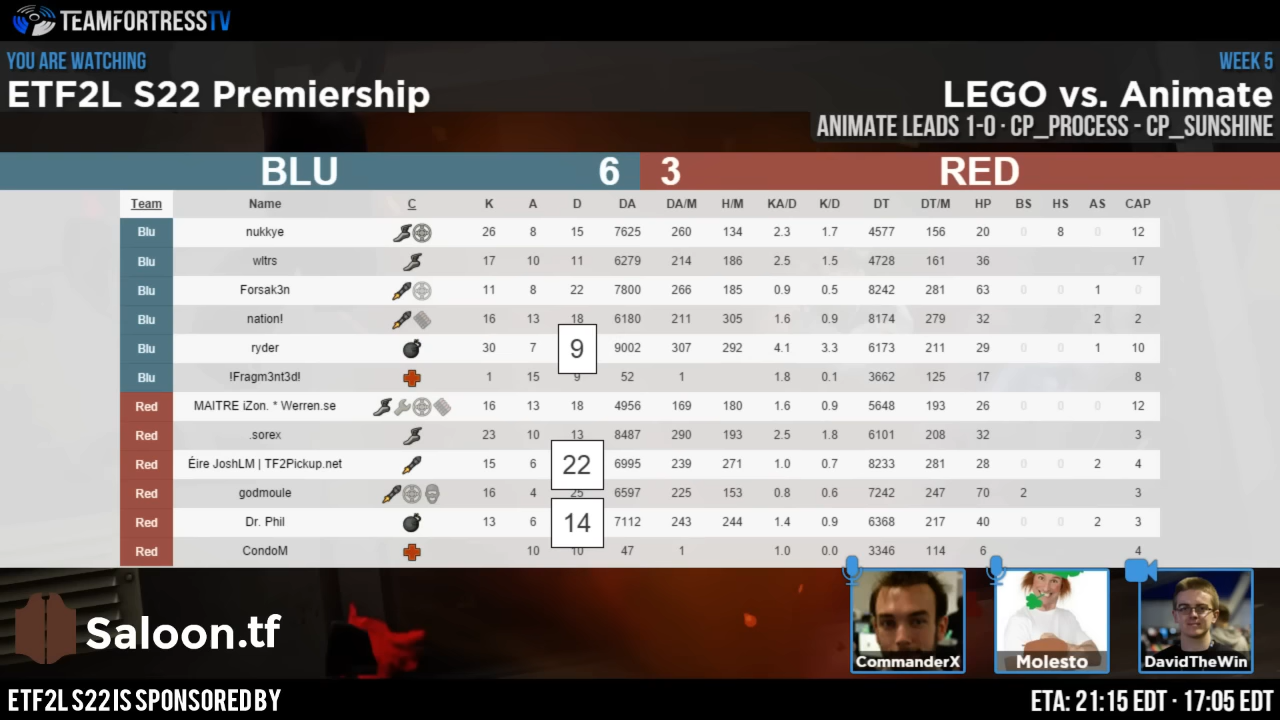 TEAMFORTRESSTV
YOU ARE WATCHING WEEK 5
ETF2L S22 Premiership LEGO vs. Animate
ANIMATE LEADS 1-0 · CP_PROCESS - CP_SUNSHINE
BLU 6 3 RED
Team Name C K A D DA DA/M H/M KA/D K/D DT DT/M HP BS HS AS CAP
Blu nukkye 26 8 15 7625 260 134 2.3 1.7 4577 156 20 0 8 0 12
Blu wltrs 17 10 11 6279 214 186 2.5 1.5 4728 161 36 17
Blu Forsak3n 11 8 22 7800 266 185 0.9 0.5 8242 281 63 0 0 1 0
Blu nation! 16 13 18 6180 211 305 1.6 0.9 8174 279 32 2 2
Blu ryder 30 7 9 9002 307 292 4.1 3.3 6173 211 29 0 0 1 10
Blu !Fragm3nt3d! 1 15 9 52 1 1.8 0.1 3662 125 17 8
Red MAITRE iZon. * Werren.se 16 13 18 4956 169 180 1.6 0.9 5648 193 26 0 0 0 12
Red .sorex 23 10 13 8487 290 193 2.5 1.8 6101 208 32 3
Red Éire JoshLM | TF2Pickup.net 15 6 22 6995 239 271 1.0 0.7 8233 281 28 0 0 2 4
Red godmoule 16 4 25 6597 225 153 0.8 0.6 7242 247 70 2 3
Red Dr. Phil 13 6 14 7112 243 244 1.4 0.9 6368 217 40 0 0 2 3
Red CondoM 10 10 47 1 1.0 0.0 3346 114 6 4
Saloon.tf
CommanderX Molesto DavidTheWin
ETF2L S22 IS SPONSORED BY ETA: 21:15 EDT · 17:05 EDT